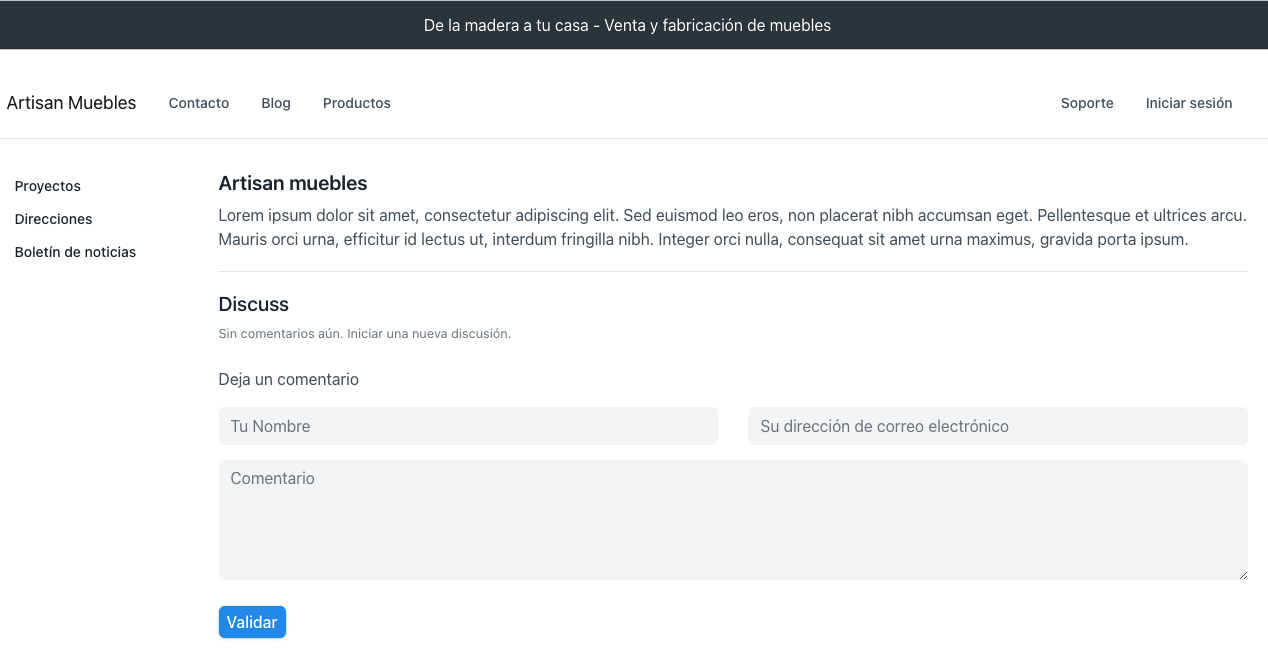 De la madera a tu casa - Venta y fabricación de muebles
Artisan Muebles Contacto Blog Productos Soporte Iniciar sesión
Proyectos
Direcciones
Boletín de noticias
Artisan muebles
Lorem ipsum dolor sit amet, consectetur adipiscing elit. Sed euismod leo eros, non placerat nibh accumsan eget. Pellentesque et ultrices arcu.
Mauris orci urna, efficitur id lectus ut, interdum fringilla nibh. Integer orci nulla, consequat sit amet urna maximus, gravida porta ipsum.
Discuss
Sin comentarios aún. Iniciar una nueva discusión.
Deja un comentario
Tu Nombre Su dirección de correo electrónico
Comentario
Validar